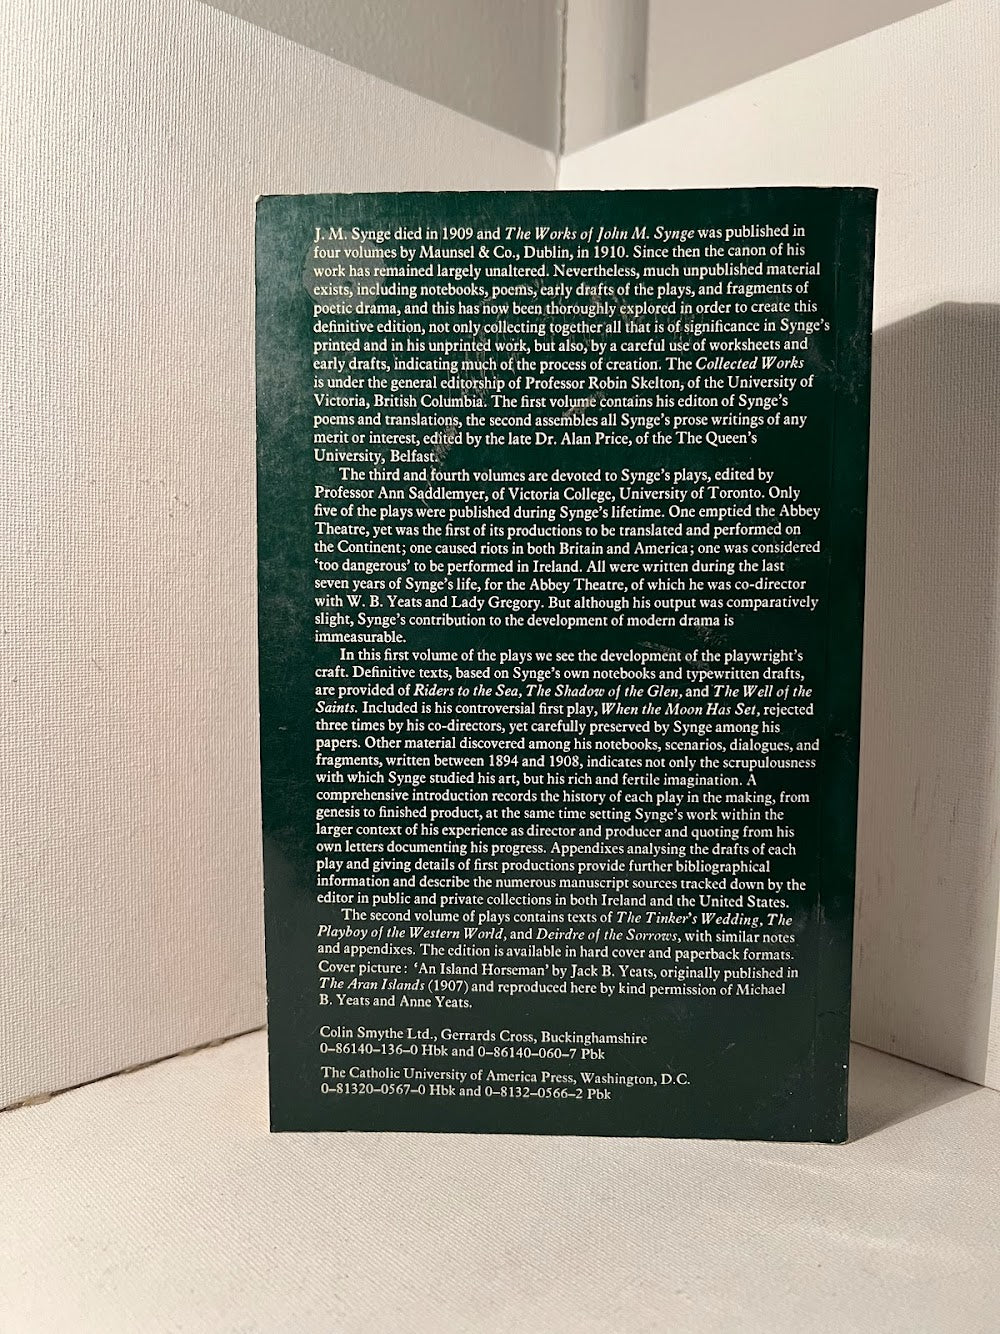 J. M. Synge died in 1909 and The Works of John M. Synge was published in
four volumes by Maunsel & Co., Dublin, in 1910. Since then the canon of his
work has remained largely unaltered. Nevertheless, much unpublished material
exists, including notebooks, poems, early drafts of the plays, and fragments of
poetic drama, and this has now been thoroughly explored in order to create this
definitive edition, not only collecting together all that is of significance in Synge's
printed and in his unprinted work, but also, by a careful use of worksheets and
early drafts, indicating much of the process of creation. The Collected Works
is under the general editorship of Professor Robin Skelton, of the University of
Victoria, British Columbia. The first volume contains his editon of Synge's
poems and translations, the second assembles all Synge's prose writings of any
merit or interest, edited by the late Dr. Alan Price, of the The Queen's
University, Belfast.
The third and fourth volumes are devoted to Synge's plays, edited by
Professor Ann Saddlemyer, of Victoria College, University of Toronto. Only
five of the plays were published during Synge's lifetime. One emptied the Abbey
Theatre, yet was the first of its productions to be translated and performed on
the Continent; one caused riots in both Britain and America; one was considered
'too dangerous' to be performed in Ireland. All were written during the last
seven years of Synge's life, for the Abbey Theatre, of which he was co-director
with W. B. Yeats and Lady Gregory. But although his output was comparatively
slight, Synge's contribution to the development of modern drama is
immeasurable.
In this first volume of the plays we see the development of the playwright's
craft. Definitive texts, based on Synge's own notebooks and typewritten drafts,
are provided of Riders to the Sea, The Shadow of the Glen, and The Well of the
Saints. Included is his controversial first play, When the Moon Has Set, rejected
three times by his co-directors, yet carefully preserved by Synge among his
papers. Other material discovered among his notebooks, scenarios, dialogues, and
fragments, written between 1894 and 1908, indicates not only the scrupulousness
with which Synge studied his art, but his rich and fertile imagination. A
comprehensive introduction records the history of each play in the making, from
genesis to finished product, at the same time setting Synge's work within the
larger context of his experience as director and producer and quoting from his
own letters documenting his progress. Appendixes analysing the drafts of each
play and giving details of first productions provide further bibliographical
information and describe the numerous manuscript sources tracked down by the
editor in public and private collections in both Ireland and the United States.
The second volume of plays contains texts of The Tinker's Wedding, The
Playboy of the Western World, and Deirdre of the Sorrows, with similar notes
and appendixes. The edition is available in hard cover and paperback formats.
Cover picture: 'An Island Horseman' by Jack B. Yeats, originally published in
The Aran Islands (1907) and reproduced here by kind permission of Michael
B. Yeats and Anne Yeats.
Colin Smythe Ltd., Gerrards Cross, Buckinghamshire
0–86140–136–0 Hbk and 0–86140–060–7 Pbk
The Catholic University of America Press, Washington, D.C.
0–81320–0567–0 Hbk and 0–8132–0566–2 Pbk